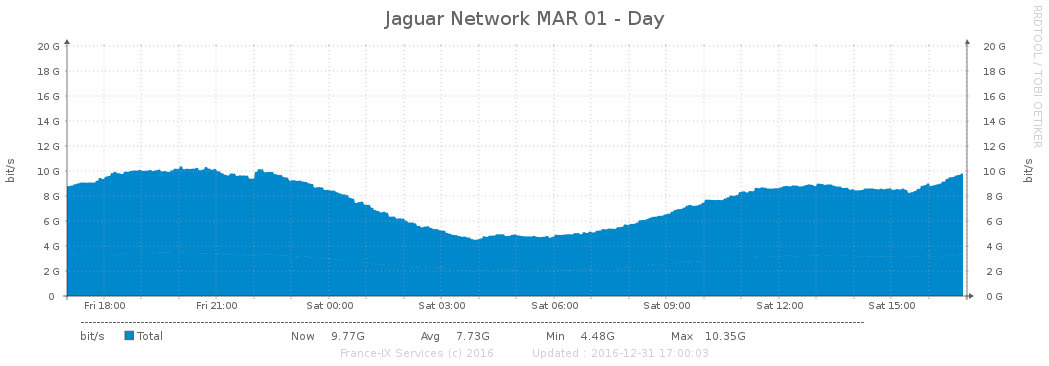 Jaguar Network MAR 01 - Day
RRDTOOL / TOBI OETIKER
bit/s
bit/s
20 G 20 G
18 G 18 G
16 G 16 G
14 G 14 G
12 G 12 G
10 G 10 G
8 G 8 G
6 G 6 G
4 G 4 G
2 G 2 G
0 0 G
Fri 18:00 Fri 21:00 Sat 00:00 Sat 03:00 Sat 06:00 Sat 09:00 Sat 12:00 Sat 15:00
bit/s Total Now 9.77G Avg 7.73G Min 4.48G Max 10.35G
France-IX Services (c) 2016 Updated : 2016-12-31 17:00:03